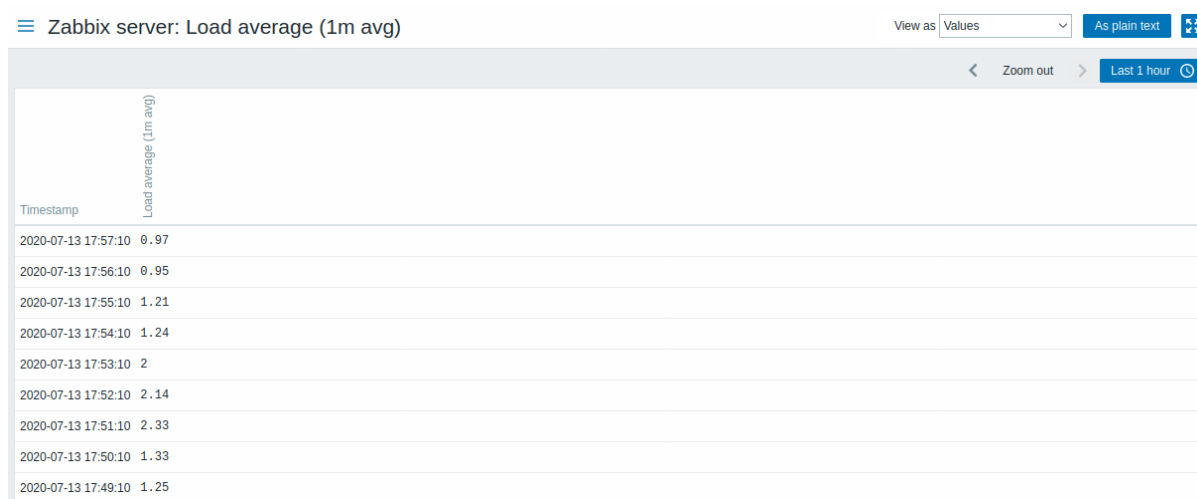 Zabbix server: Load average (1m avg)
View as Values As plain text
Zoom out Last 1 hour
Timestamp Load average (1m avg)
2020-07-13 17:57:10 0.97
2020-07-13 17:56:10 0.95
2020-07-13 17:55:10 1.21
2020-07-13 17:54:10 1.24
2020-07-13 17:53:10 2
2020-07-13 17:52:10 2.14
2020-07-13 17:51:10 2.33
2020-07-13 17:50:10 1.33
2020-07-13 17:49:10 1.25